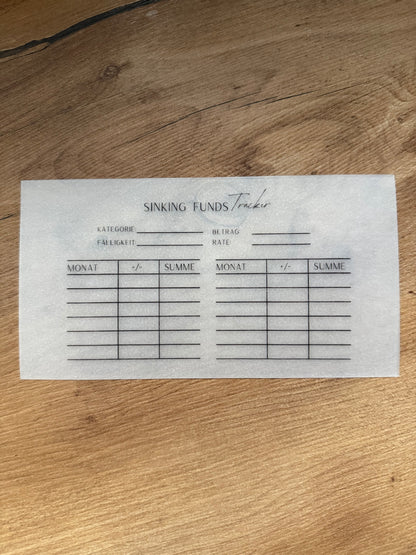 SINKING FUNDS Tracker
KATEGORIE: BETRAG:
FÄLLIGKEIT: RATE:
MONAT +/- SUMME MONAT +/- SUMME